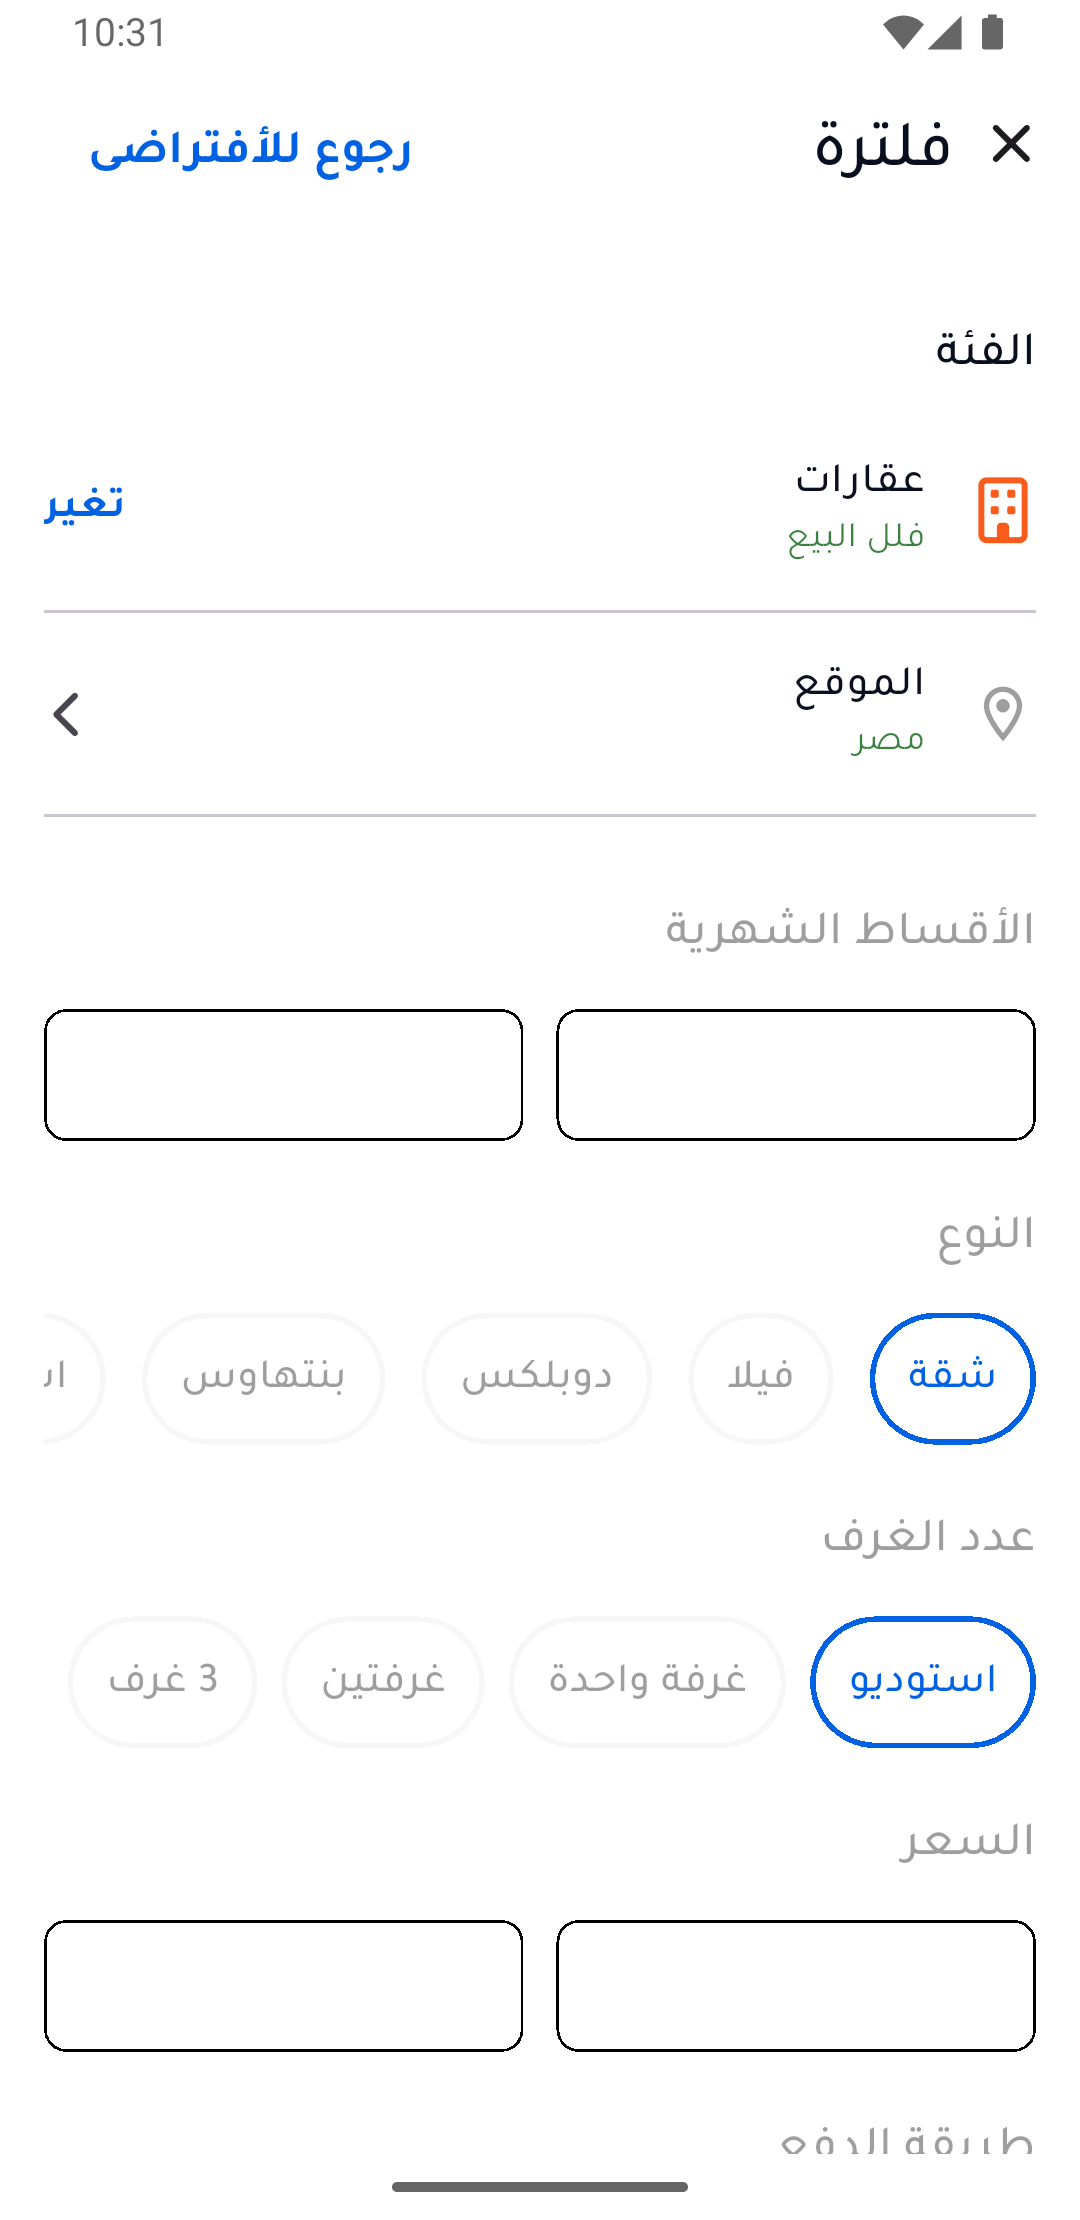 10:31
فلترة
رجوع للأفتراضى
الفئة
عقارات
فلل البيع
تغير
الموقع
مصر
الأقساط الشهرية
النوع
شقة
فيلا
دوبلكس
بنتهاوس
عدد الغرف
استوديو
غرفة واحدة
غرفتين
3 غرف
السعر
طريقة الدفع